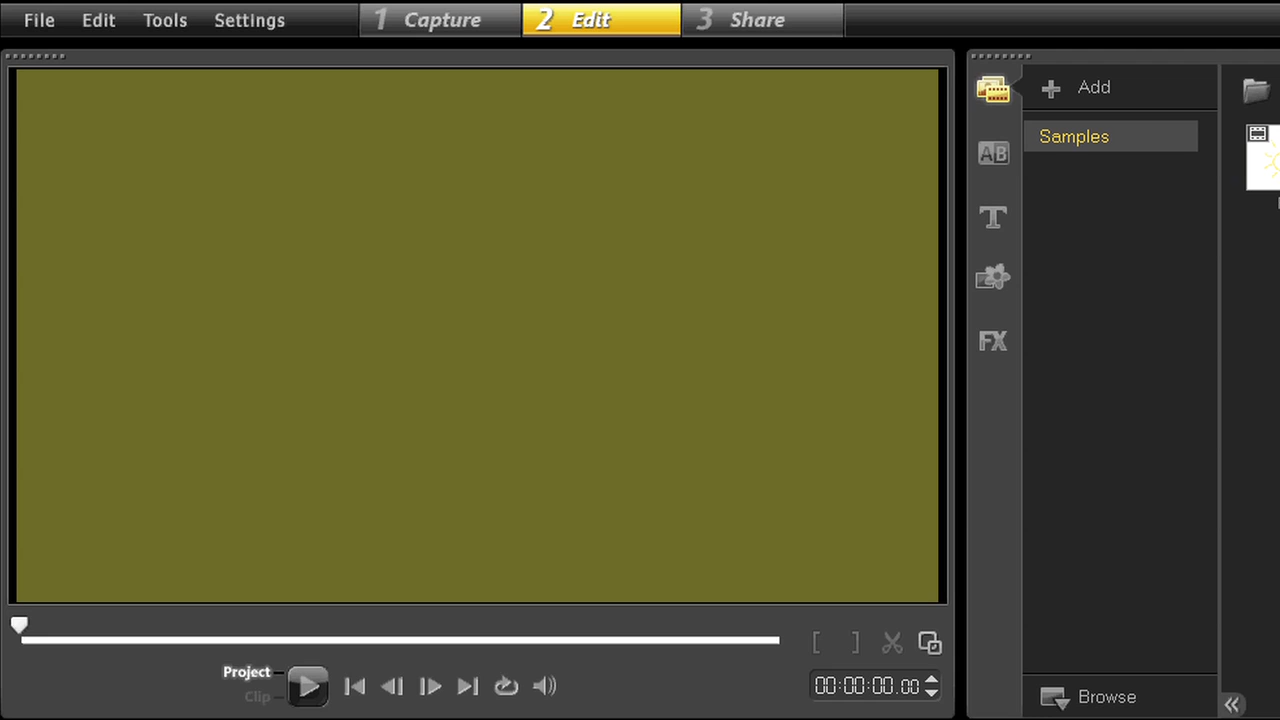 File Edit Tools Settings 1 Capture 2 Edit 3 Share
Add
Samples
AB
T
FX
Project
Clip
00:00:00.00
Browse